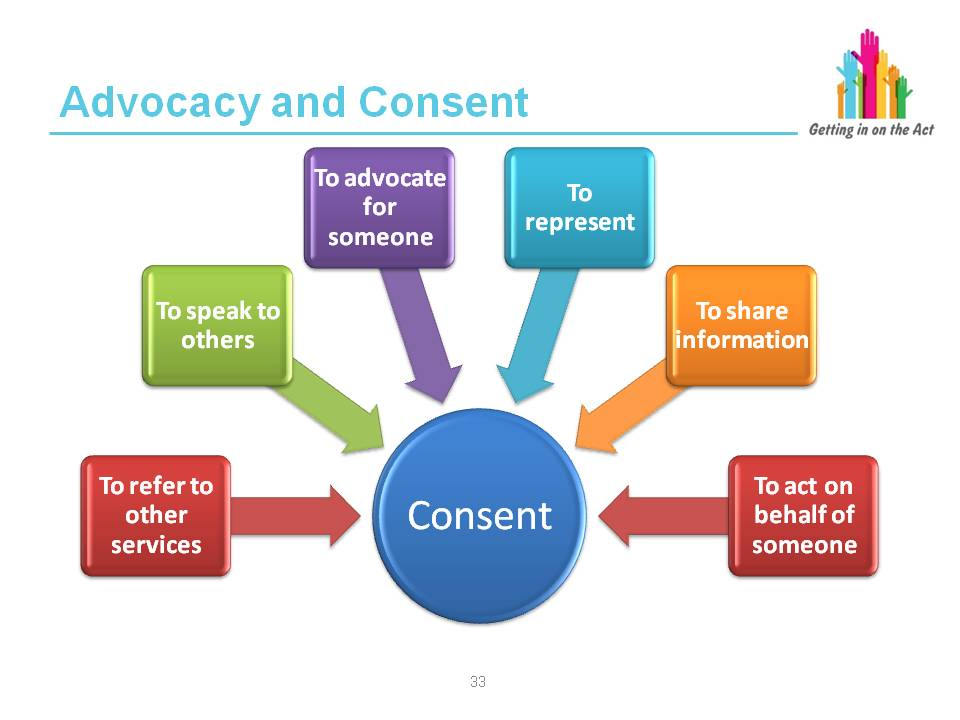 Advocacy and Consent
Getting in on the Act
To advocate
for
someone
To
represent
To speak to
others
To share
information
To refer to
other
services
Consent
To act on
behalf of
someone
33